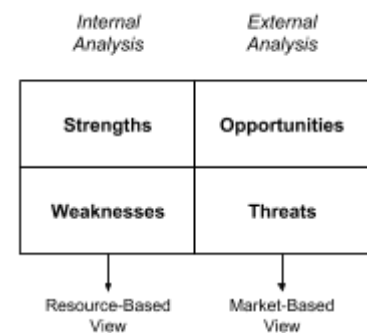 Internal
Analysis
External
Analysis
Strengths
Opportunities
Weaknesses
Threats
Resource-Based
View
Market-Based
View